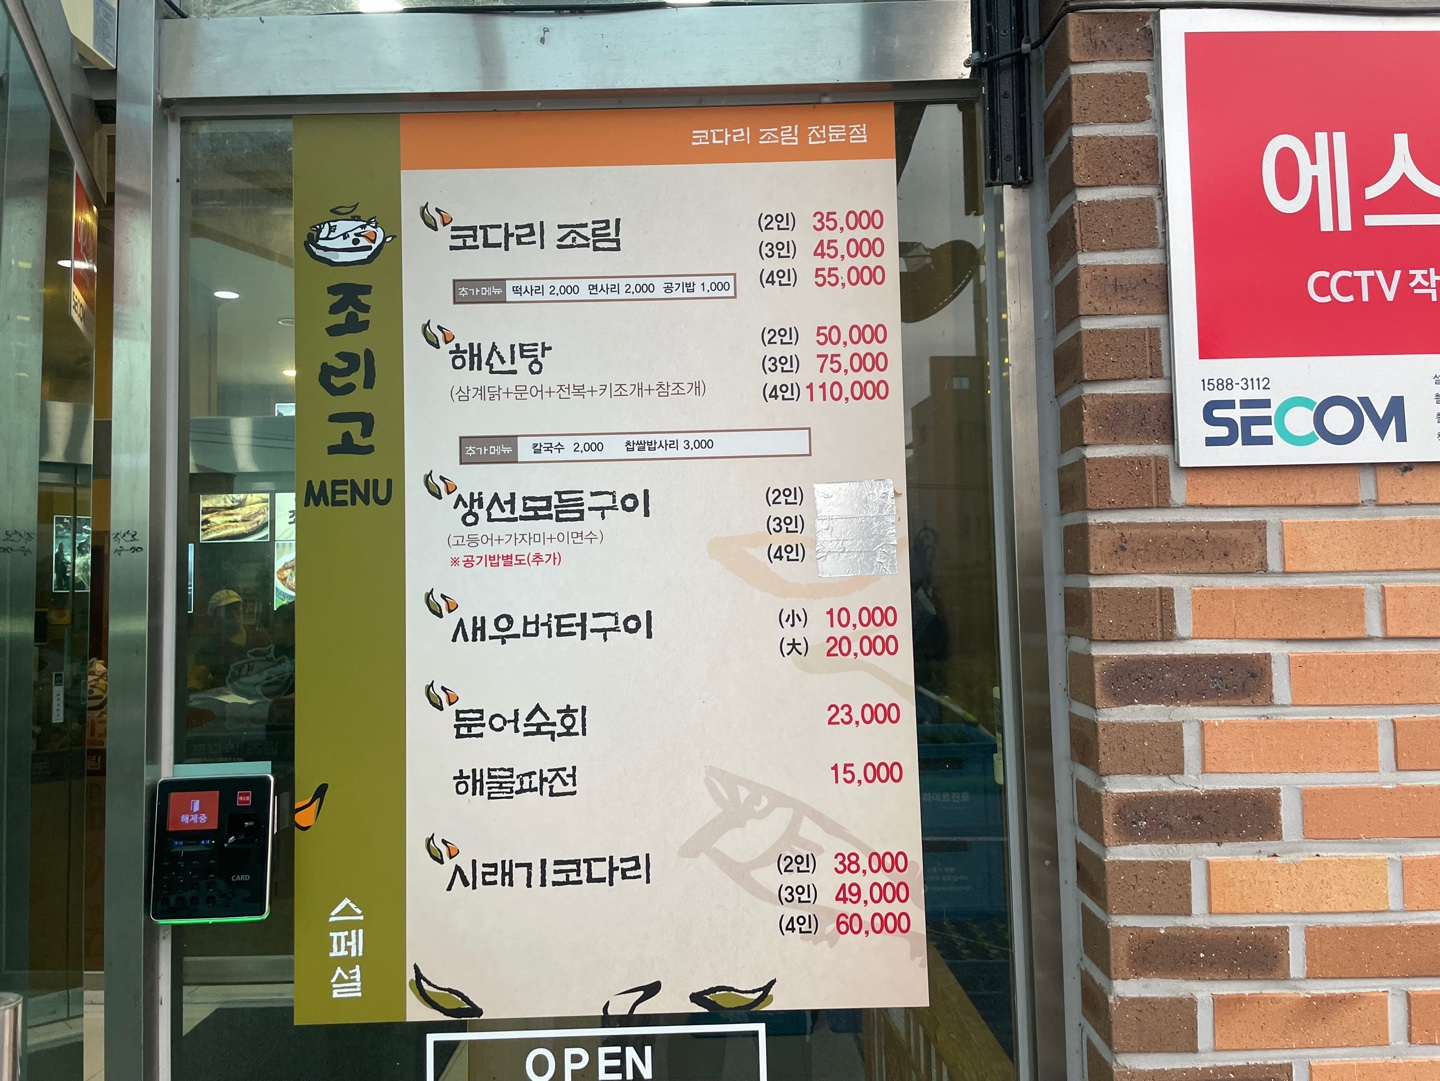 코다리 조림 전문점
조리고
MENU
스페셜
코다리 조림
(2인) 35,000
(3인) 45,000
(4인) 55,000
추가메뉴 떡사리 2,000 면사리 2,000 공기밥 1,000
해신탕
(삼계닭+문어+전복+키조개+참조개)
(2인) 50,000
(3인) 75,000
(4인) 110,000
추가메뉴 칼국수 2,000 찹쌀밥사리 3,000
생선모듬구이
(고등어+가자미+이면수)
※공기밥별도(추가)
(2인)
(3인)
(4인)
새우버터구이
(小) 10,000
(大) 20,000
문어숙회 23,000
해물파전 15,000
시래기코다리
(2인) 38,000
(3인) 49,000
(4인) 60,000
OPEN
해제중
CARD
에스
CCTV 작
1588-3112
SECOM